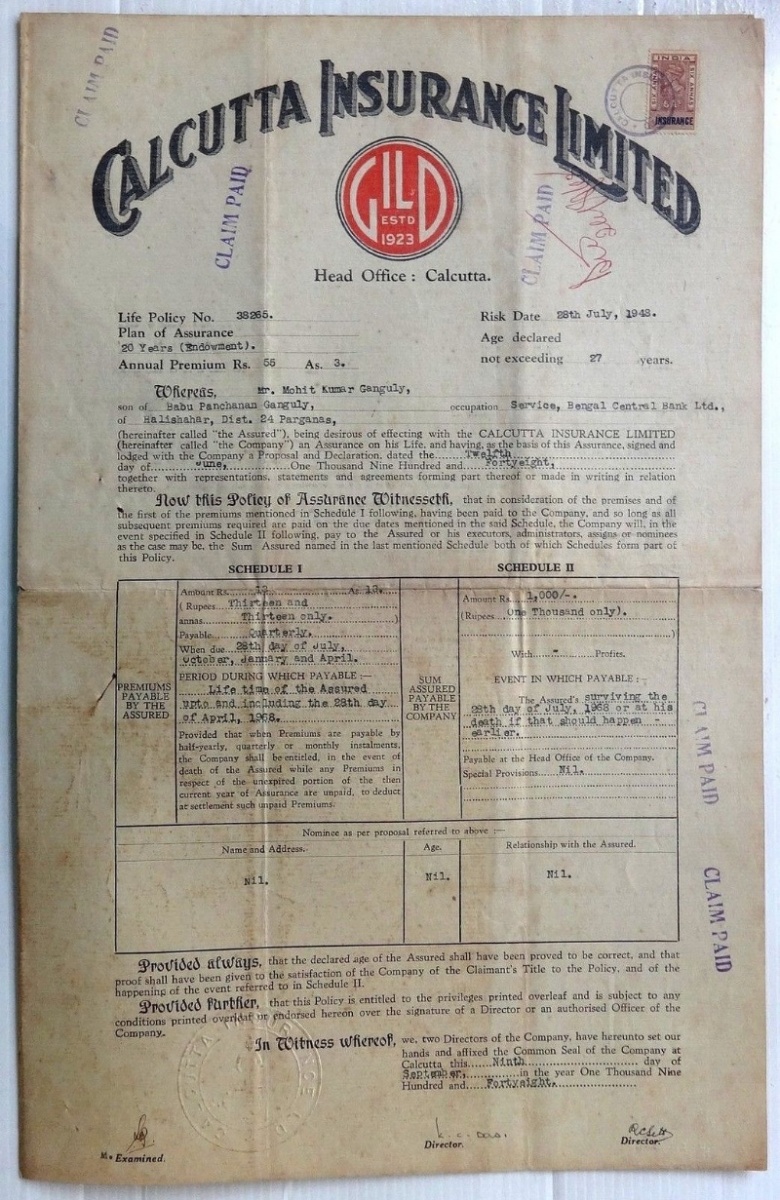 CLAIM PAID
CALCUTTA INSURANCE LIMITED
INDIA
INSURANCE
CLAIM PAID
CLAIM PAID
CILD
ESTD
1923
Head Office : Calcutta.
Life Policy No. 38265.
Risk Date 28th July, 1948.
Plan of Assurance
20 Years (Endowment).
Age declared
not exceeding 27 years.
Annual Premium Rs. 55 As. 3.
Whereas, Mr. Mohit Kumar Ganguly,
son of Babu Panchanan Ganguly, occupation Service, Bengal Central Bank Ltd.,
of Halishahar, Dist. 24 Parganas,
(hereinafter called "the Assured"), being desirous of effecting with the CALCUTTA INSURANCE LIMITED
(hereinafter called "the Company") an Assurance on his Life, and having, as the basis of this Assurance, signed and
lodged with the Company a Proposal and Declaration, dated the Twelfth
day of June, One Thousand Nine Hundred and Fortyeight,
together with representations, statements and agreements forming part thereof or made in writing in relation
thereto.
Now this Policy of Assurance Witnesseth, that in consideration of the premises and of
the first of the premiums mentioned in Schedule I following, having been paid to the Company, and so long as all
subsequent premiums required are paid on the due dates mentioned in the said Schedule, the Company will, in the
event specified in Schedule II following, pay to the Assured or his executors, administrators, assigns or nominees
as the case may be, the Sum Assured named in the last mentioned Schedule both of which Schedules form part of
this Policy.
SCHEDULE I
PREMIUMS
PAYABLE
BY THE
ASSURED
Amount Rs. 13 As. 13.
(Rupees Thirteen and
annas Thirteen only. )
Payable Quarterly,
When due 28th day of July,
October, January and April.
PERIOD DURING WHICH PAYABLE :—
Life time of the Assured
upto and including the 28th day
of April, 1968.
Provided that when Premiums are payable by
half-yearly, quarterly or monthly instalments,
the Company shall be entitled, in the event of
death of the Assured while any Premiums in
respect of the unexpired portion of the then
current year of Assurance are unpaid, to deduct
at settlement such unpaid Premiums.
SCHEDULE II
SUM
ASSURED
PAYABLE
BY THE
COMPANY
Amount Rs. 1,000/-.
(Rupees One Thousand only).
)
With - Profits.
EVENT IN WHICH PAYABLE :-
The Assured's surviving the
28th day of July, 1968 or at his
death if that should happen -
earlier.
Payable at the Head Office of the Company.
Special Provisions Nil.
CLAIM PAID
Nominee as per proposal referred to above :—
Name and Address. Age. Relationship with the Assured.
Nil. Nil. Nil.
CLAIM PAID
Provided always, that the declared age of the Assured shall have been proved to be correct, and that
proof shall have been given to the satisfaction of the Company of the Claimant's Title to the Policy, and of the
happening of the event referred to in Schedule II.
Provided further, that this Policy is entitled to the privileges printed overleaf and is subject to any
conditions printed overleaf or endorsed hereon over the signature of a Director or an authorised Officer of the
Company.
In Witness whereof, we, two Directors of the Company, have hereunto set our
hands and affixed the Common Seal of the Company at
Calcutta this Ninth day of
September, in the year One Thousand Nine
Hundred and Fortyeight.
Examined.
Director.
Director.